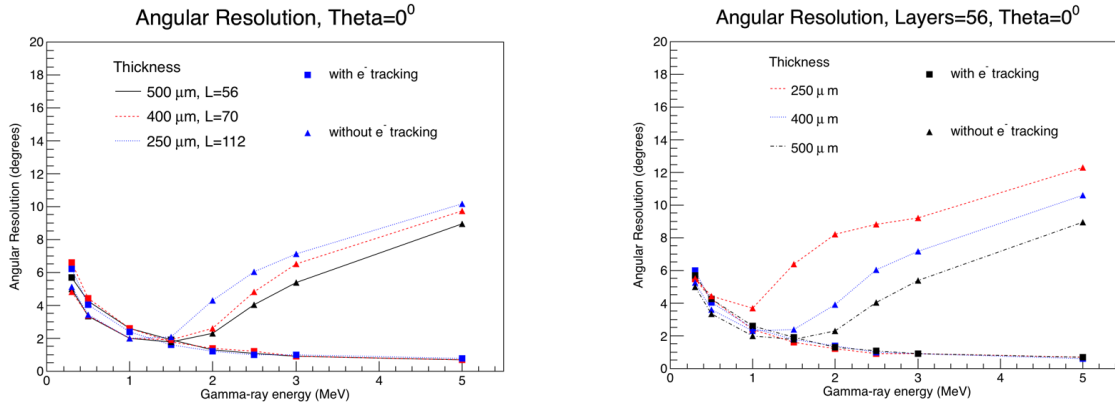 Angular Resolution, Theta=0⁰
Angular Resolution (degrees)
20
18
16
14
12
10
8
6
4
2
0
Thickness
500 μm, L=56
400 μm, L=70
250 μm, L=112
with e⁻ tracking
without e⁻ tracking
0 1 2 3 4 5
Gamma-ray energy (MeV)
Angular Resolution, Layers=56, Theta=0⁰
Angular Resolution (degrees)
20
18
16
14
12
10
8
6
4
2
0
Thickness
250 μ m
400 μ m
500 μ m
with e⁻ tracking
without e⁻ tracking
0 1 2 3 4 5
Gamma-ray energy (MeV)